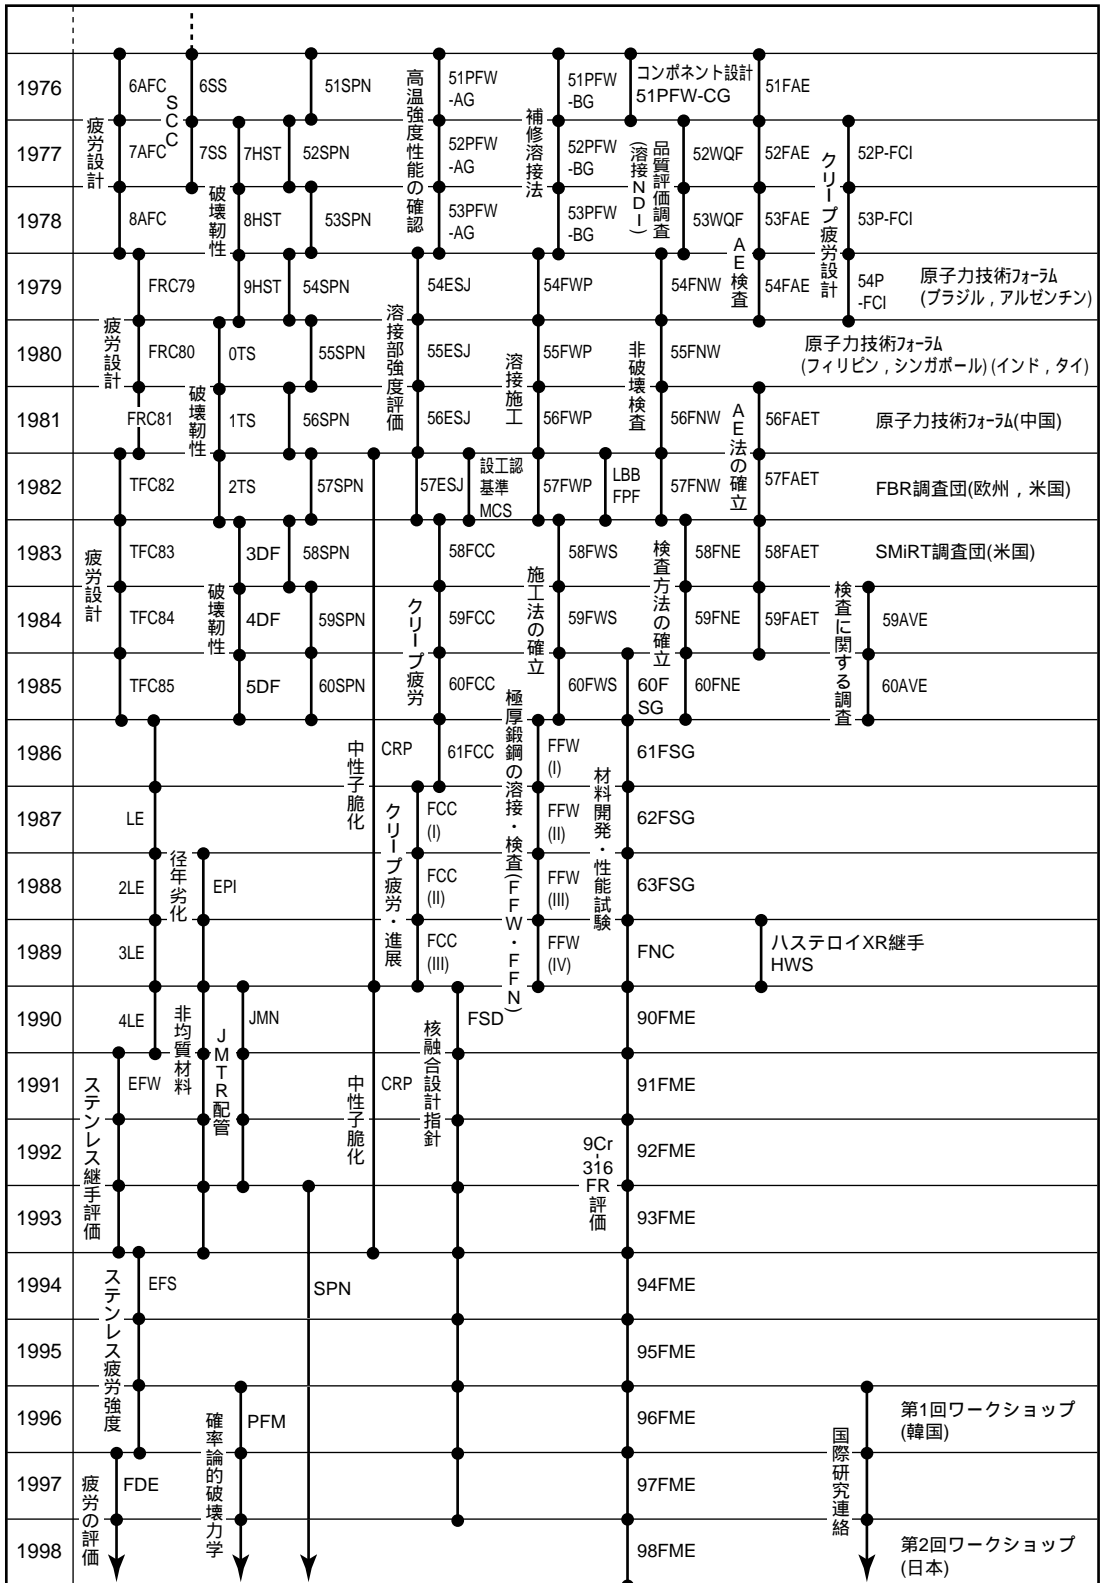 1976
6AFC
6SS
51SPN
51PFW
-AG
51PFW
-BG
コンポネント設計
51PFW-CG
51FAE
SCC
疲労設計
高温強度性能の確認
補修溶接法
1977
7AFC
7SS
7HST
52SPN
52PFW
-AG
52PFW
-BG
品質評価調査
(溶接NDI)
52WQF
52FAE
クリープ疲労設計
52P-FCI
破壊靭性
1978
8AFC
8HST
53SPN
53PFW
-AG
53PFW
-BG
53WQF
53FAE
53P-FCI
AE検査
1979
FRC79
9HST
54SPN
54ESJ
54FWP
54FNW
54FAE
54P
-FCI
原子力技術フォーラム
(ブラジル，アルゼンチン)
疲労設計
溶接部強度評価
溶接施工
非破壊検査
1980
FRC80
0TS
55SPN
55ESJ
55FWP
55FNW
原子力技術フォーラム
(フィリピン，シンガポール) (インド，タイ)
破壊靭性
1981
FRC81
1TS
56SPN
56ESJ
56FWP
56FNW
AE法の確立
56FAET
原子力技術フォーラム(中国)
1982
TFC82
2TS
57SPN
57ESJ
設工認
基準
MCS
57FWP
LBB
FPF
57FNW
57FAET
FBR調査団(欧州，米国)
疲労設計
1983
TFC83
3DF
58SPN
58FCC
58FWS
検査方法の確立
58FNE
58FAET
SMiRT調査団(米国)
破壊靭性
クリープ疲労
施工法の確立
検査に関する調査
1984
TFC84
4DF
59SPN
59FCC
59FWS
59FNE
59FAET
59AVE
1985
TFC85
5DF
60SPN
60FCC
60FWS
60F
SG
60FNE
60AVE
極厚鍛鋼の溶接・検査(FFW・FFN)
1986
中性子脆化
CRP
61FCC
FFW
(I)
61FSG
材料開発・性能試験
1987
LE
クリープ疲労・進展
FCC
(I)
FFW
(II)
62FSG
1988
2LE
径年劣化
EPI
FCC
(II)
FFW
(III)
63FSG
1989
3LE
FCC
(III)
FFW
(IV)
FNC
ハステロイXR継手
HWS
1990
4LE
非均質材料
JMTR配管
JMN
核融合設計指針
FSD
90FME
1991
ステンレス継手評価
EFW
中性子脆化
CRP
91FME
1992
9Cr
-
316
FR
評価
92FME
1993
93FME
1994
ステンレス疲労強度
EFS
SPN
94FME
1995
95FME
1996
確率論的破壊力学
PFM
96FME
国際研究連絡
第1回ワークショップ
(韓国)
1997
疲労の評価
FDE
97FME
1998
98FME
第2回ワークショップ
(日本)